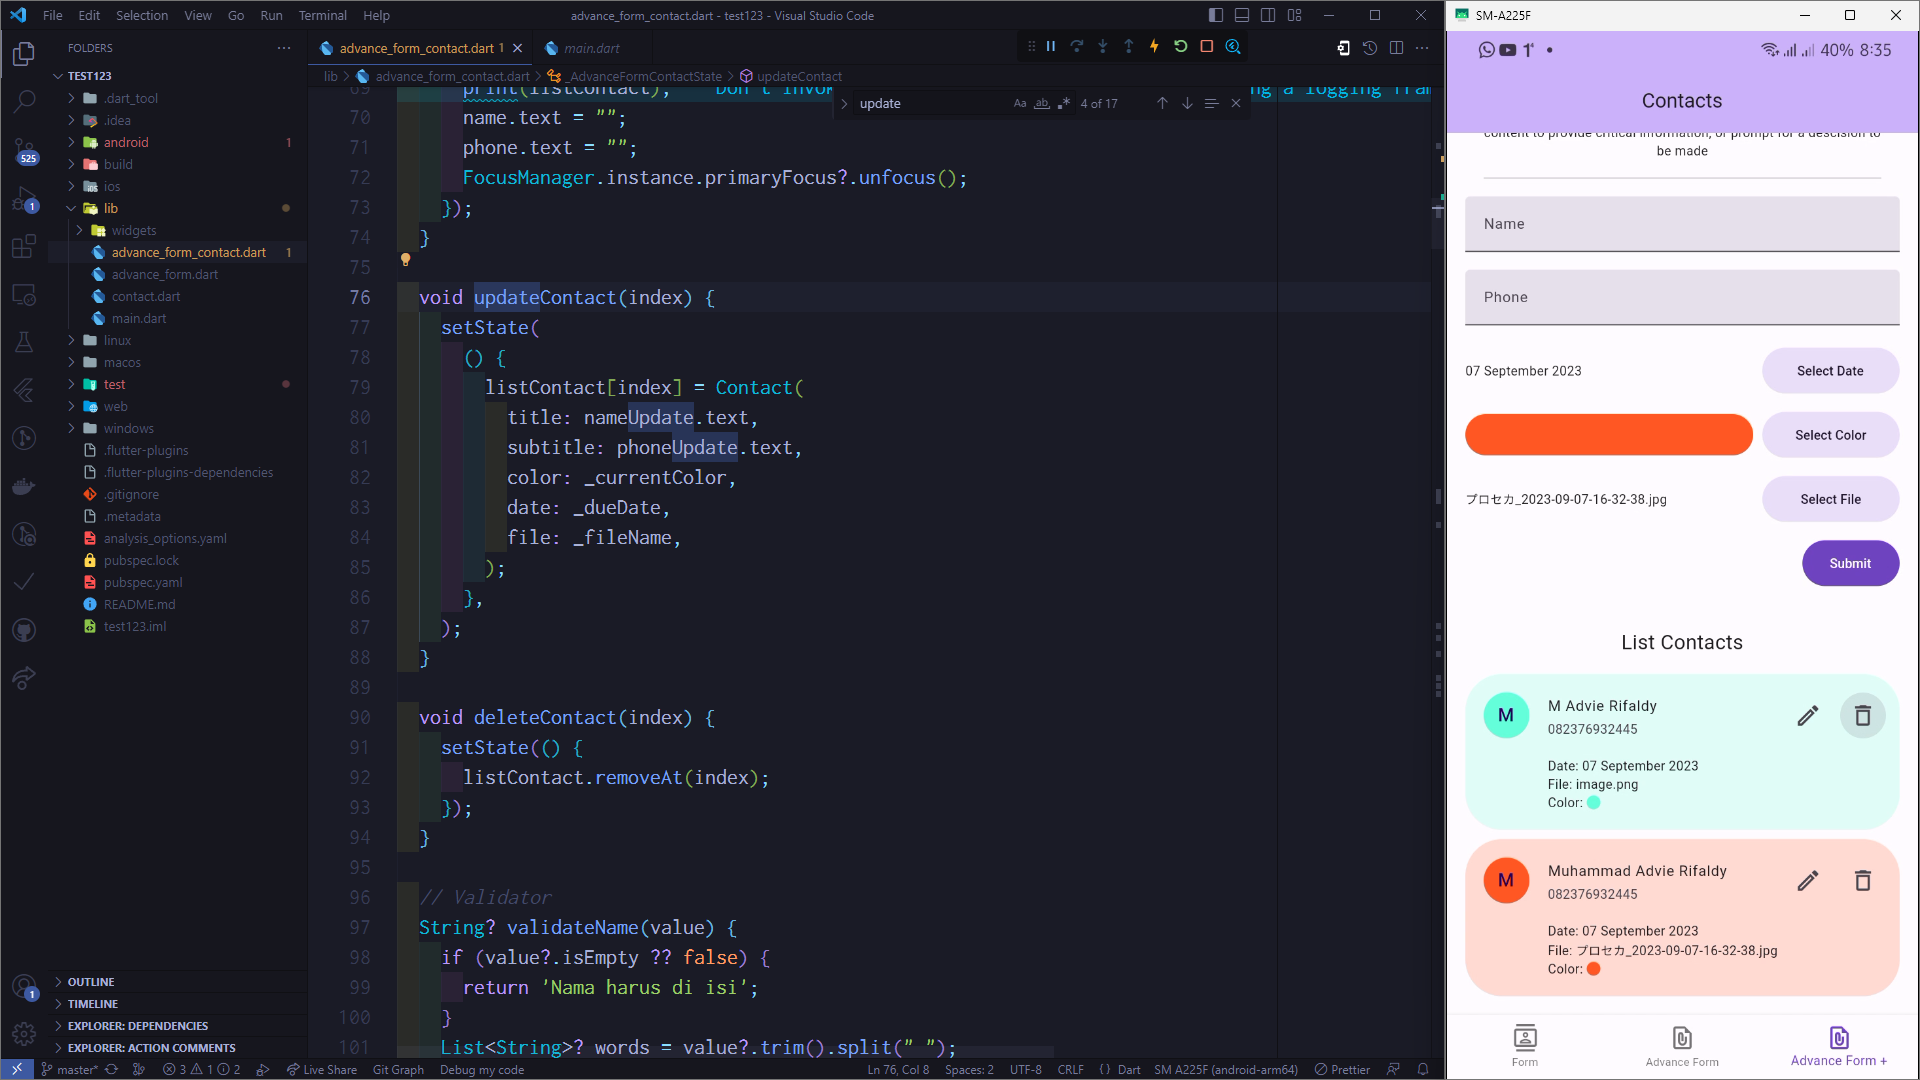 File Edit Selection View Go Run Terminal Help
advance_form_contact.dart - test123 - Visual Studio Code
FOLDERS
TEST123
.dart_tool
.idea
android 1
build
ios
lib
widgets
advance_form_contact.dart 1
advance_form.dart
contact.dart
main.dart
linux
macos
test
web
windows
.flutter-plugins
.flutter-plugins-dependencies
.gitignore
.metadata
analysis_options.yaml
pubspec.lock
pubspec.yaml
README.md
test123.iml
OUTLINE
TIMELINE
EXPLORER: DEPENDENCIES
EXPLORER: ACTION COMMENTS
525
1
1
advance_form_contact.dart 1
main.dart
lib > advance_form_contact.dart > _AdvanceFormContactState > updateContact
update
Aa ab .*
4 of 17
69 print(listContact);
70 name.text = "";
71 phone.text = "";
72 FocusManager.instance.primaryFocus?.unfocus();
73 });
74 }
75
76 void updateContact(index) {
77 setState(
78 () {
79 listContact[index] = Contact(
80 title: nameUpdate.text,
81 subtitle: phoneUpdate.text,
82 color: _currentColor,
83 date: _dueDate,
84 file: _fileName,
85 );
86 },
87 );
88 }
89
90 void deleteContact(index) {
91 setState(() {
92 listContact.removeAt(index);
93 });
94 }
95
96 // Validator
97 String? validateName(value) {
98 if (value?.isEmpty ?? false) {
99 return 'Nama harus di isi';
100 }
101 List<String>? words = value?.trim().split(" ");
master* 3 1 2 Live Share Git Graph Debug my code
Ln 76, Col 8 Spaces: 2 UTF-8 CRLF {} Dart SM A225F (android-arm64) Prettier
SM-A225F
40% 8:35
Contacts
content to provide critical information, or prompt for a descision to
be made
Name
Phone
07 September 2023
Select Date
Select Color
プロセカ_2023-09-07-16-32-38.jpg
Select File
Submit
List Contacts
M
M Advie Rifaldy
082376932445
Date: 07 September 2023
File: image.png
Color:
M
Muhammad Advie Rifaldy
082376932445
Date: 07 September 2023
File: プロセカ_2023-09-07-16-32-38.jpg
Color:
Form
Advance Form
Advance Form +